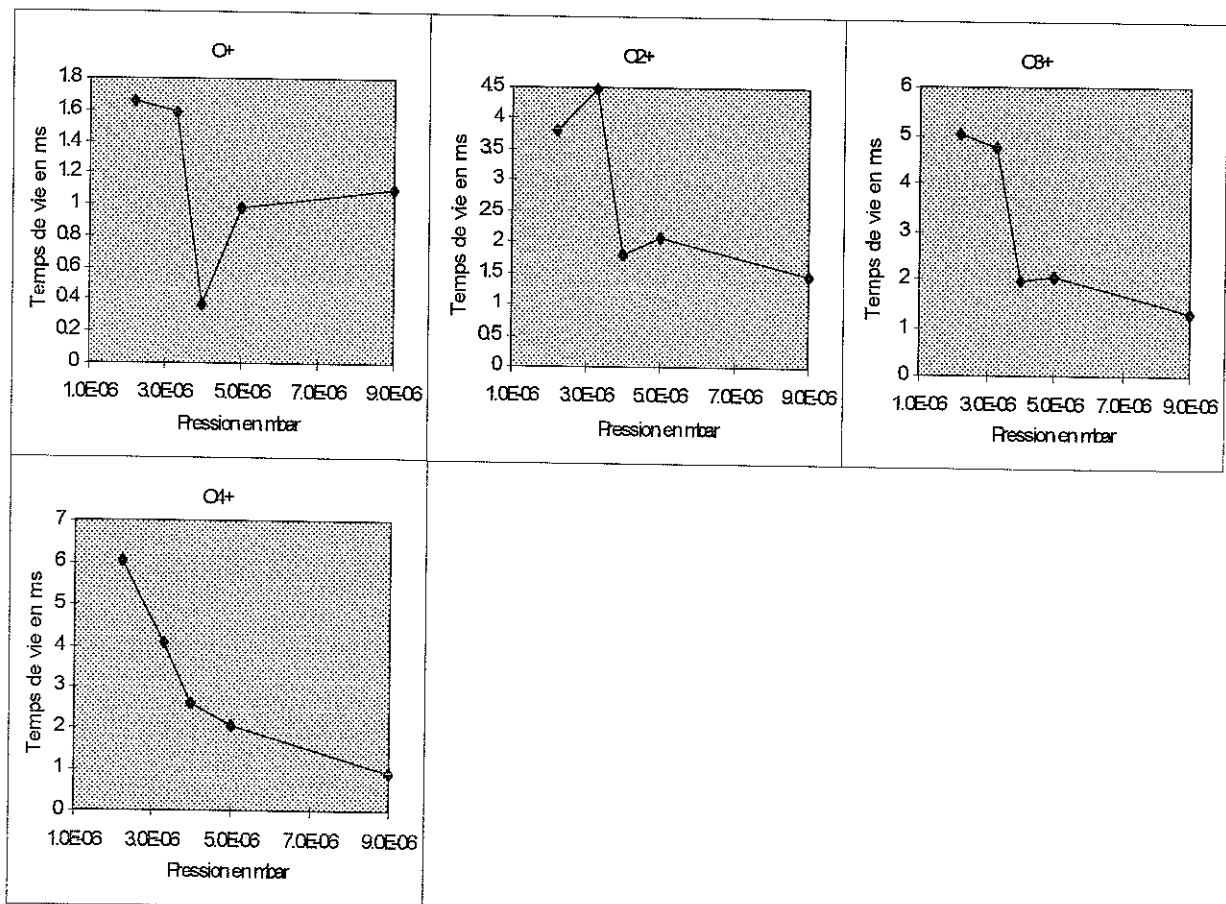 O+
Temps de vie en ms
1.8
1.6
1.4
1.2
1
0.8
0.6
0.4
0.2
0
1.0E-06 3.0E-06 5.0E-06 7.0E-06 9.0E-06
Pression en mbar
O2+
Temps de vie en ms
4.5
4
3.5
3
2.5
2
1.5
1
0.5
0
1.0E-06 3.0E-06 5.0E-06 7.0E-06 9.0E-06
Pression en mbar
O3+
Temps de vie en ms
6
5
4
3
2
1
0
1.0E-06 3.0E-06 5.0E-06 7.0E-06 9.0E-06
Pression en mbar
O4+
Temps de vie en ms
7
6
5
4
3
2
1
0
1.0E-06 3.0E-06 5.0E-06 7.0E-06 9.0E-06
Pression en mbar